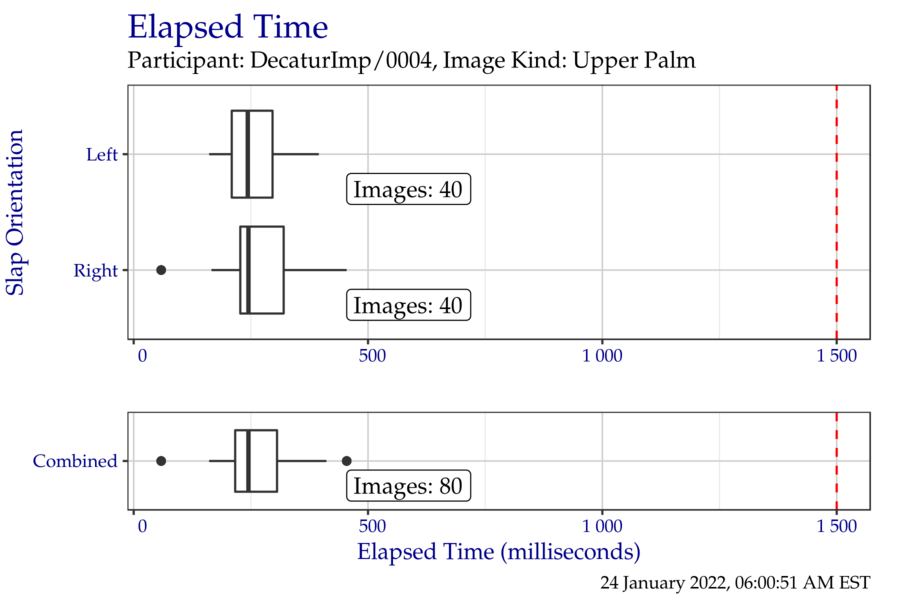 Elapsed Time
Participant: DecaturImp/0004, Image Kind: Upper Palm
Slap Orientation
Left
Images: 40
Right
Images: 40
0 500 1 000 1 500
Combined
Images: 80
0 500 1 000 1 500
Elapsed Time (milliseconds)
24 January 2022, 06:00:51 AM EST